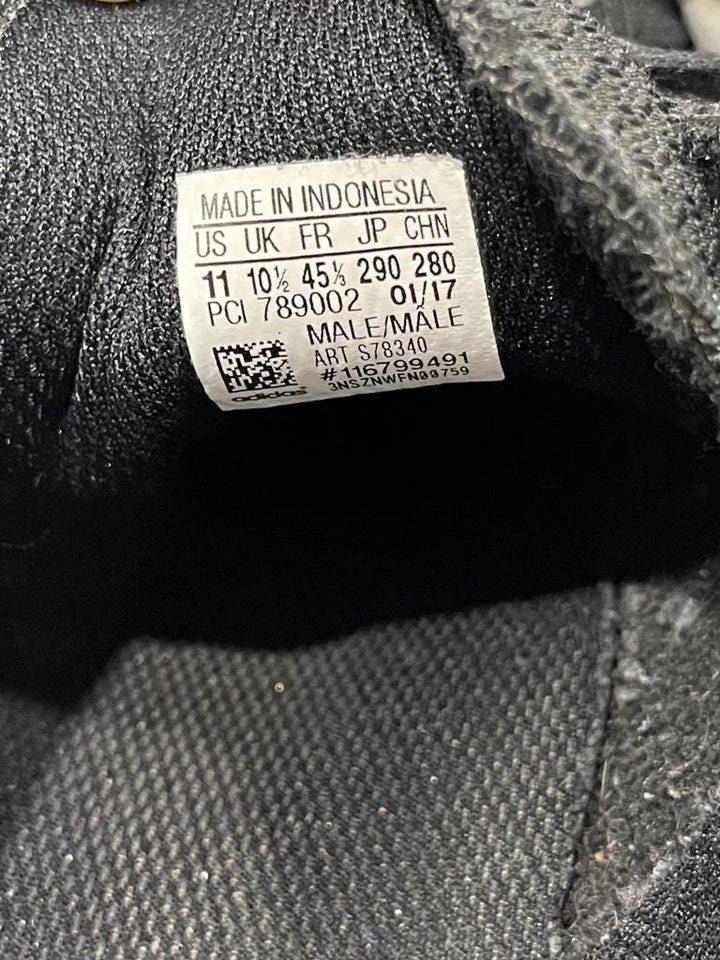 MADE IN INDONESIA
US UK FR JP CHN
11 10½ 45⅓ 290 280
PCI 789002 01/17
MALE/MÂLE
ART S78340
#116799491
3NSZNWFN00759
adidas